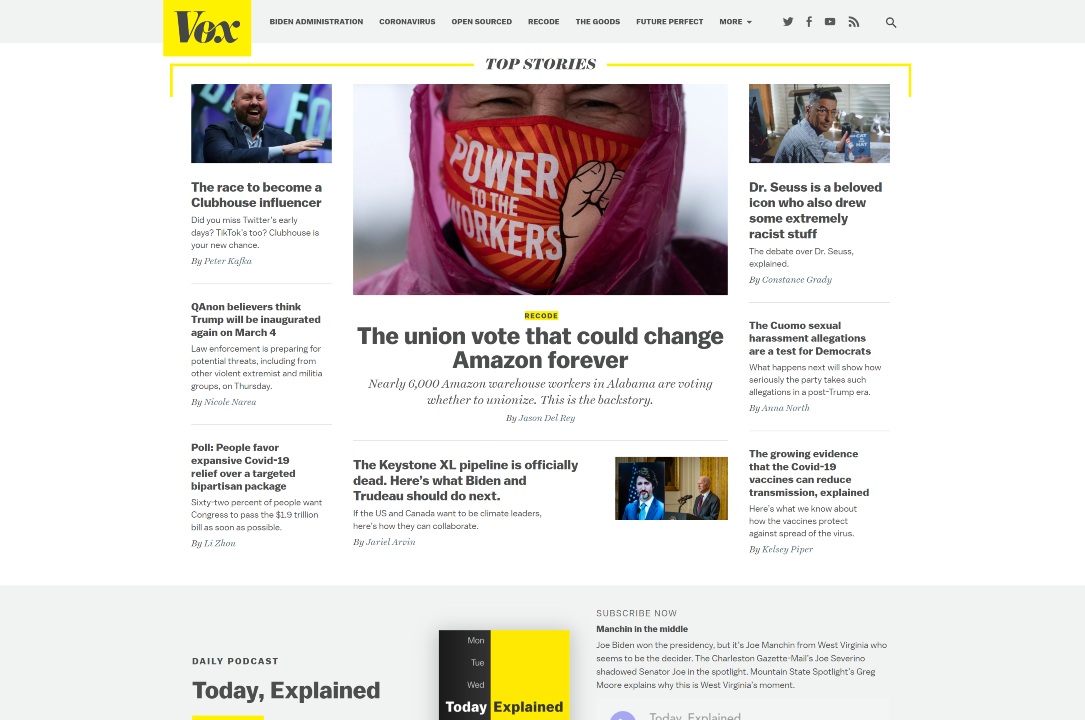 Vox
BIDEN ADMINISTRATION CORONAVIRUS OPEN SOURCED RECODE THE GOODS FUTURE PERFECT MORE
TOP STORIES
The race to become a
Clubhouse influencer
Did you miss Twitter's early
days? TikTok's too? Clubhouse is
your new chance.
By Peter Kafka
QAnon believers think
Trump will be inaugurated
again on March 4
Law enforcement is preparing for
potential threats, including from
other violent extremist and militia
groups, on Thursday.
By Nicole Narea
Poll: People favor
expansive Covid-19
relief over a targeted
bipartisan package
Sixty-two percent of people want
Congress to pass the $1.9 trillion
bill as soon as possible.
By Li Zhou
POWER
TO THE
WORKERS
RECODE
The union vote that could change
Amazon forever
Nearly 6,000 Amazon warehouse workers in Alabama are voting
whether to unionize. This is the backstory.
By Jason Del Rey
The Keystone XL pipeline is officially
dead. Here's what Biden and
Trudeau should do next.
If the US and Canada want to be climate leaders,
here's how they can collaborate.
By Jariel Arvin
Dr. Seuss is a beloved
icon who also drew
some extremely
racist stuff
The debate over Dr. Seuss,
explained.
By Constance Grady
The Cuomo sexual
harassment allegations
are a test for Democrats
What happens next will show how
seriously the party takes such
allegations in a post-Trump era.
By Anna North
The growing evidence
that the Covid-19
vaccines can reduce
transmission, explained
Here's what we know about
how the vaccines protect
against spread of the virus.
By Kelsey Piper
DAILY PODCAST
Today, Explained
Mon
Tue
Wed
Today Explained
SUBSCRIBE NOW
Manchin in the middle
Joe Biden won the presidency, but it's Joe Manchin from West Virginia who
seems to be the decider. The Charleston Gazette-Mail's Joe Severino
shadowed Senator Joe in the spotlight. Mountain State Spotlight's Greg
Moore explains why this is West Virginia's moment.
Today, Explained